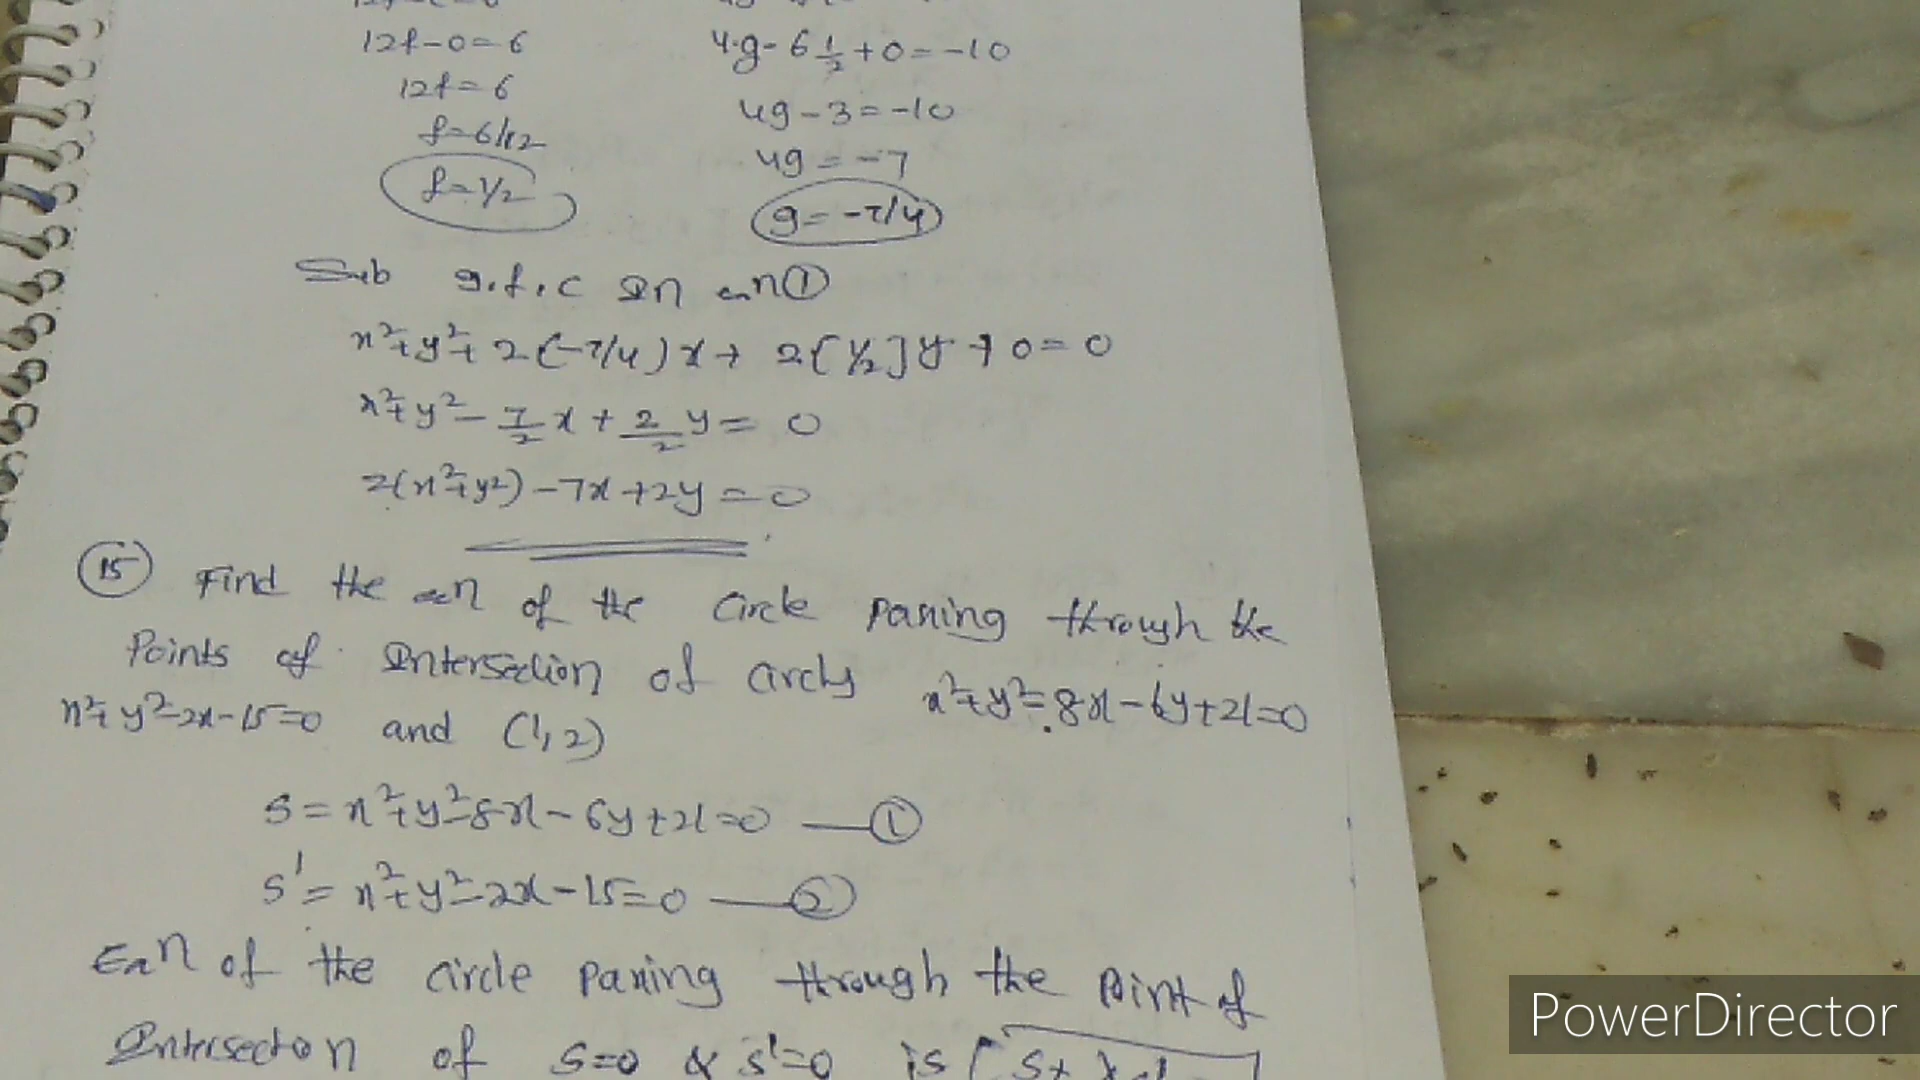 12f-0=6
4.g-6 1/2+0=-10
12f=6
4g-3=-10
f=6/12
4g=-7
f=1/2
g=-7/4
Sub g.f.c in eqn ①
x²+y²+2(-7/4)x+2[1/2]y+0=0
x²+y²-7/2 x+2/2 y=0
2(x²+y²)-7x+2y=0
⑮ Find the eqn of the circle passing through the
Points of Intersection of circles x²+y²-8x-6y+21=0
x²+y²-2x-15=0 and (1,2)
S=x²+y²-8x-6y+21=0 —①
S'=x²+y²-2x-15=0 —②
Eqn of the circle passing through the point of
Intersection of S=0 & S'=0 is
PowerDirector